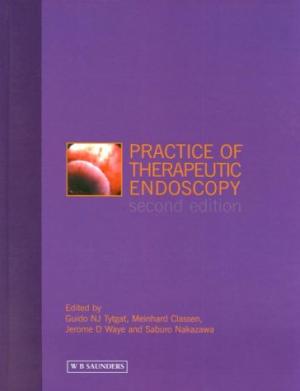 PRACTICE OF
THERAPEUTIC
ENDOSCOPY
second edition
Edited by
Guido NJ Tytgat, Meinhard Classen,
Jerome D Waye and Saburo Nakazawa
W B SAUNDERS